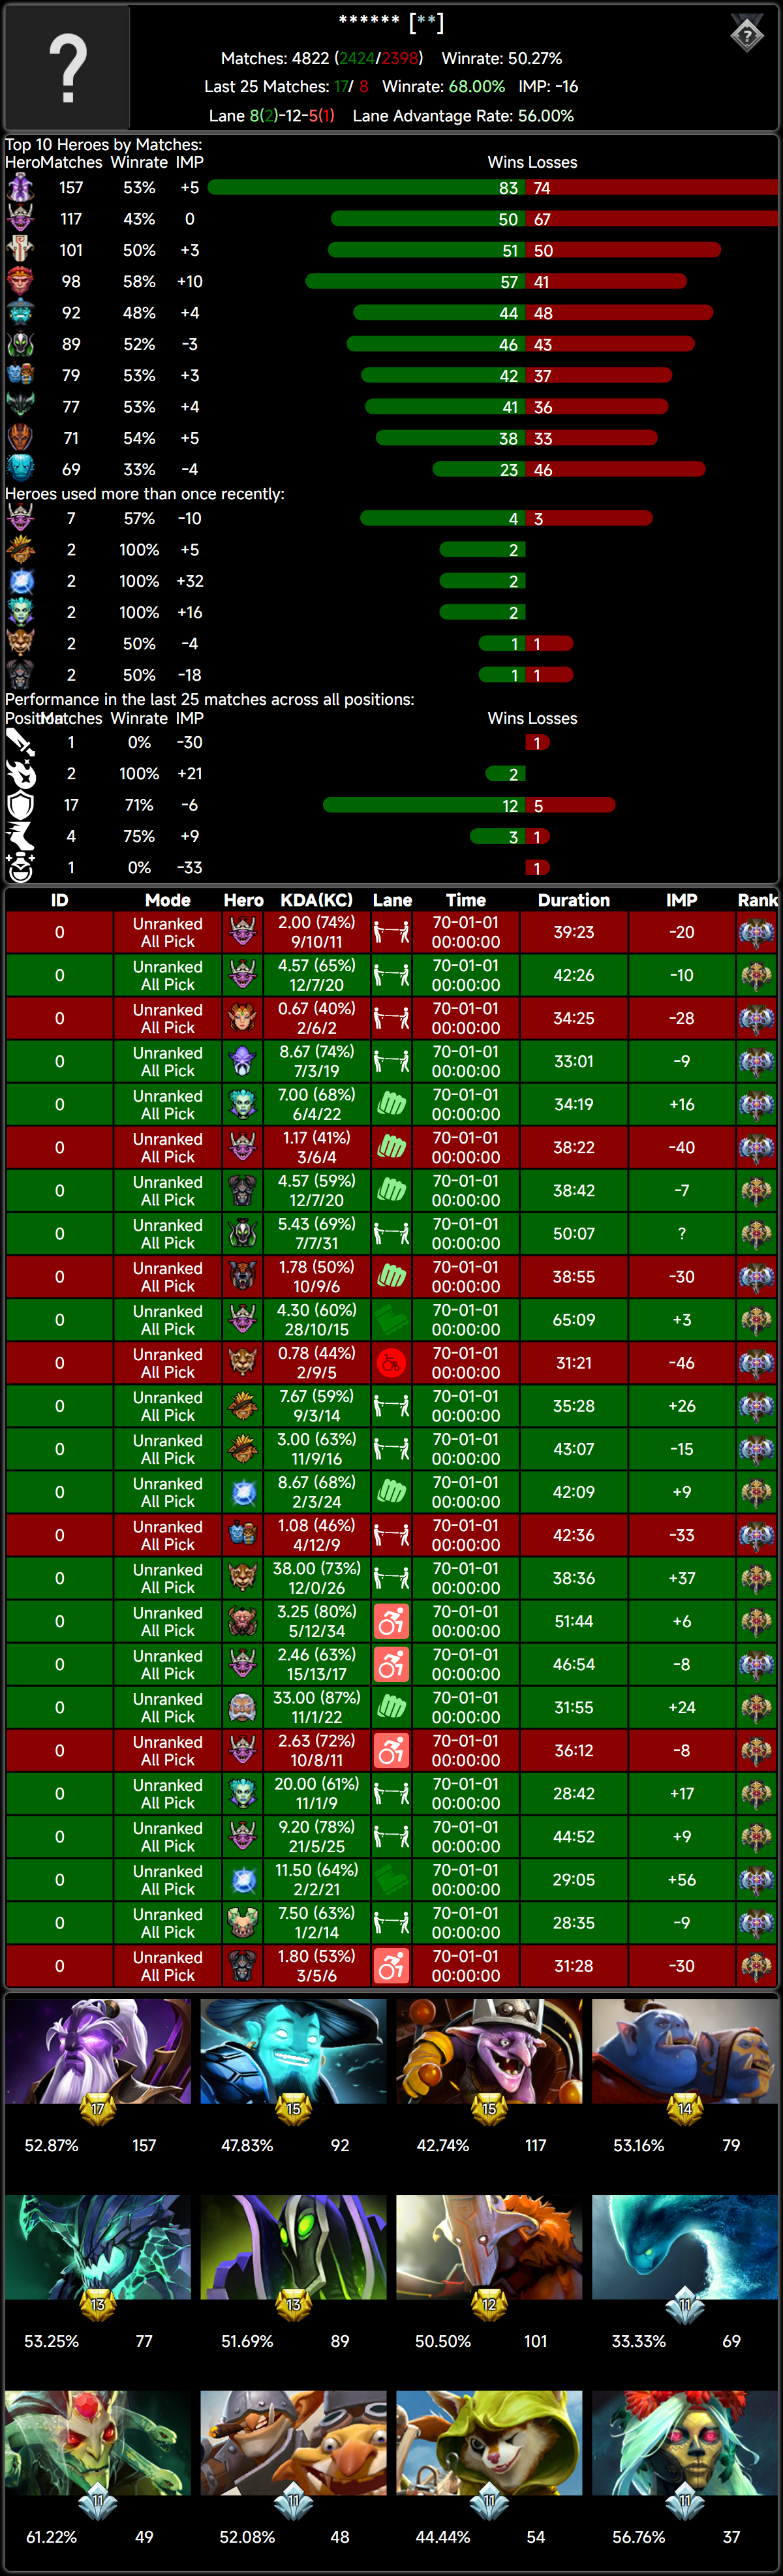 ****** [**]
?
?
Matches: 4822 (2424/2398) Winrate: 50.27%
Last 25 Matches: 17/ 8 Winrate: 68.00% IMP: -16
Lane 8(2)-12-5(1) Lane Advantage Rate: 56.00%
Top 10 Heroes by Matches:
Hero Matches Winrate IMP Wins Losses
157 53% +5 83 74
117 43% 0 50 67
101 50% +3 51 50
98 58% +10 57 41
92 48% +4 44 48
89 52% -3 46 43
79 53% +3 42 37
77 53% +4 41 36
71 54% +5 38 33
69 33% -4 23 46
Heroes used more than once recently:
7 57% -10 4 3
2 100% +5 2
2 100% +32 2
2 100% +16 2
2 50% -4 1 1
2 50% -18 1 1
Performance in the last 25 matches across all positions:
Position Matches Winrate IMP Wins Losses
1 0% -30 1
2 100% +21 2
17 71% -6 12 5
4 75% +9 3 1
1 0% -33 1
ID Mode Hero KDA(KC) Lane Time Duration IMP Rank
0 Unranked All Pick 2.00 (74%) 9/10/11 70-01-01 00:00:00 39:23 -20
0 Unranked All Pick 4.57 (65%) 12/7/20 70-01-01 00:00:00 42:26 -10
0 Unranked All Pick 0.67 (40%) 2/6/2 70-01-01 00:00:00 34:25 -28
0 Unranked All Pick 8.67 (74%) 7/3/19 70-01-01 00:00:00 33:01 -9
0 Unranked All Pick 7.00 (68%) 6/4/22 70-01-01 00:00:00 34:19 +16
0 Unranked All Pick 1.17 (41%) 3/6/4 70-01-01 00:00:00 38:22 -40
0 Unranked All Pick 4.57 (59%) 12/7/20 70-01-01 00:00:00 38:42 -7
0 Unranked All Pick 5.43 (69%) 7/7/31 70-01-01 00:00:00 50:07 ?
0 Unranked All Pick 1.78 (50%) 10/9/6 70-01-01 00:00:00 38:55 -30
0 Unranked All Pick 4.30 (60%) 28/10/15 70-01-01 00:00:00 65:09 +3
0 Unranked All Pick 0.78 (44%) 2/9/5 70-01-01 00:00:00 31:21 -46
0 Unranked All Pick 7.67 (59%) 9/3/14 70-01-01 00:00:00 35:28 +26
0 Unranked All Pick 3.00 (63%) 11/9/16 70-01-01 00:00:00 43:07 -15
0 Unranked All Pick 8.67 (68%) 2/3/24 70-01-01 00:00:00 42:09 +9
0 Unranked All Pick 1.08 (46%) 4/12/9 70-01-01 00:00:00 42:36 -33
0 Unranked All Pick 38.00 (73%) 12/0/26 70-01-01 00:00:00 38:36 +37
0 Unranked All Pick 3.25 (80%) 5/12/34 70-01-01 00:00:00 51:44 +6
0 Unranked All Pick 2.46 (63%) 15/13/17 70-01-01 00:00:00 46:54 -8
0 Unranked All Pick 33.00 (87%) 11/1/22 70-01-01 00:00:00 31:55 +24
0 Unranked All Pick 2.63 (72%) 10/8/11 70-01-01 00:00:00 36:12 -8
0 Unranked All Pick 20.00 (61%) 11/1/9 70-01-01 00:00:00 28:42 +17
0 Unranked All Pick 9.20 (78%) 21/5/25 70-01-01 00:00:00 44:52 +9
0 Unranked All Pick 11.50 (64%) 2/2/21 70-01-01 00:00:00 29:05 +56
0 Unranked All Pick 7.50 (63%) 1/2/14 70-01-01 00:00:00 28:35 -9
0 Unranked All Pick 1.80 (53%) 3/5/6 70-01-01 00:00:00 31:28 -30
17 15 15 14
52.87% 157 47.83% 92 42.74% 117 53.16% 79
13 13 12 11
53.25% 77 51.69% 89 50.50% 101 33.33% 69
11 11 11 11
61.22% 49 52.08% 48 44.44% 54 56.76% 37